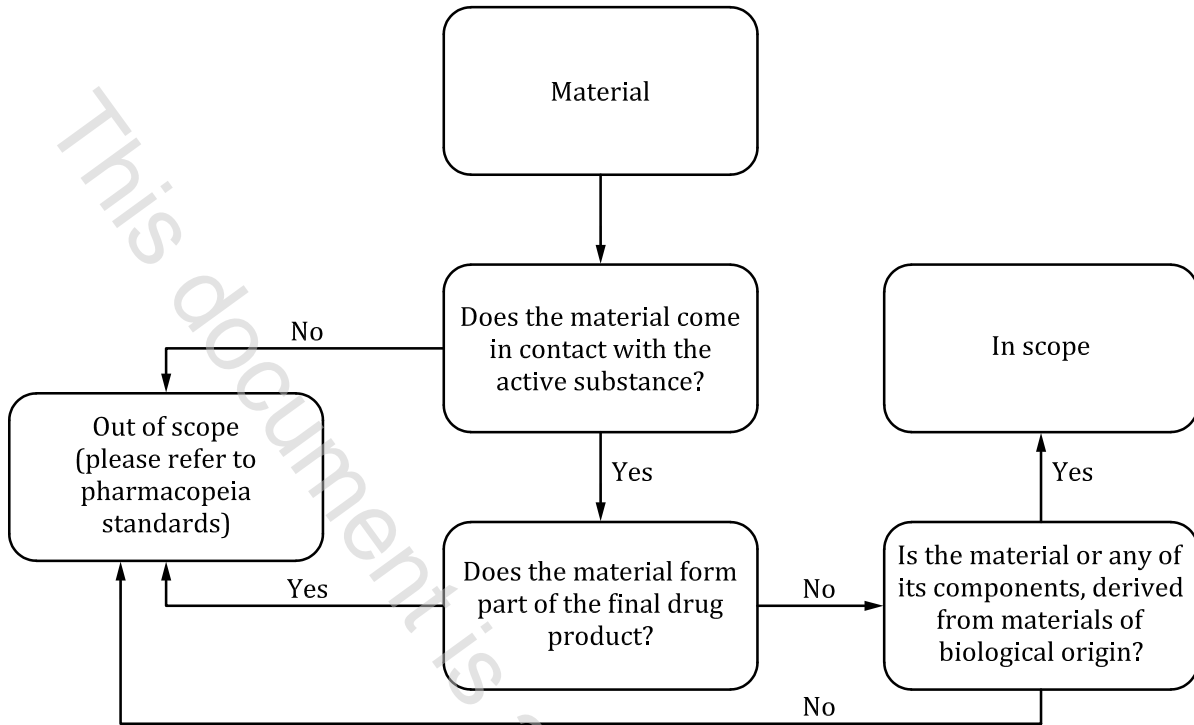 Material
Does the material come
in contact with the
active substance?
No
In scope
Out of scope
(please refer to
pharmacopeia
standards)
Yes
Yes
Does the material form
part of the final drug
product?
Yes
No
Is the material or any of
its components, derived
from materials of
biological origin?
No
This document is